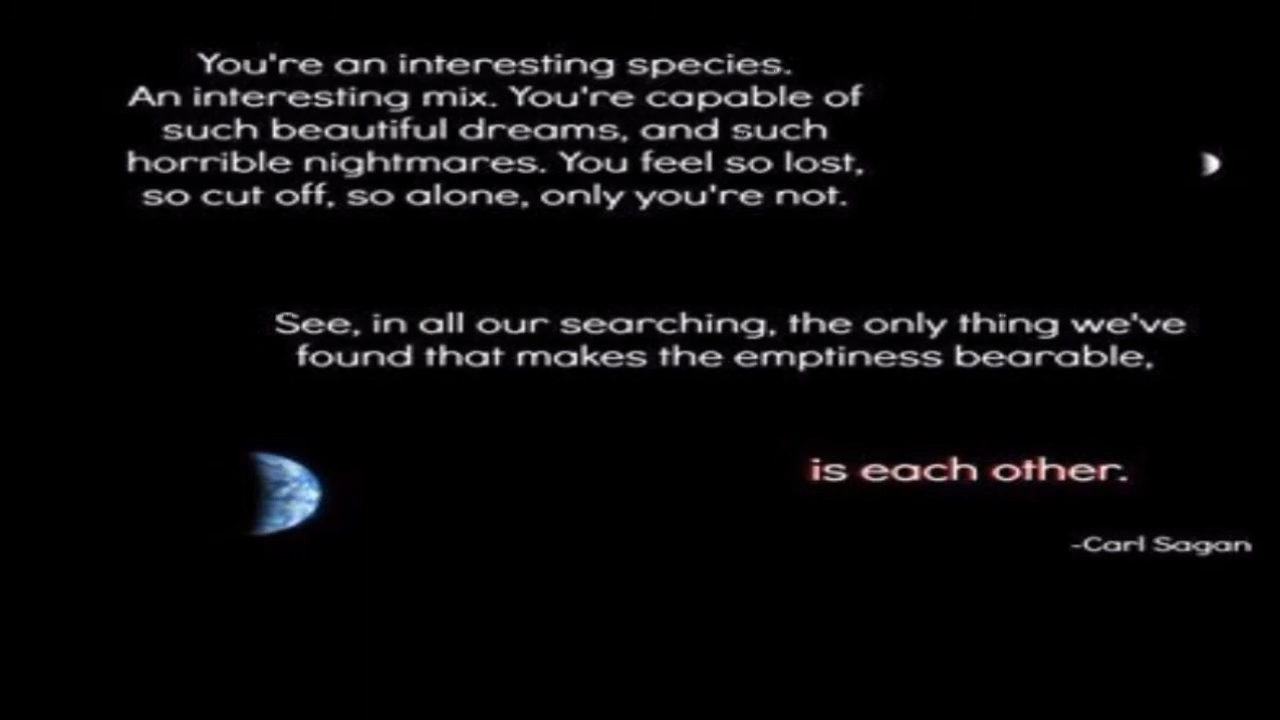 You're an interesting species.
An interesting mix. You're capable of
such beautiful dreams, and such
horrible nightmares. You feel so lost,
so cut off, so alone, only you're not.
See, in all our searching, the only thing we've
found that makes the emptiness bearable,
is each other.
-Carl Sagan